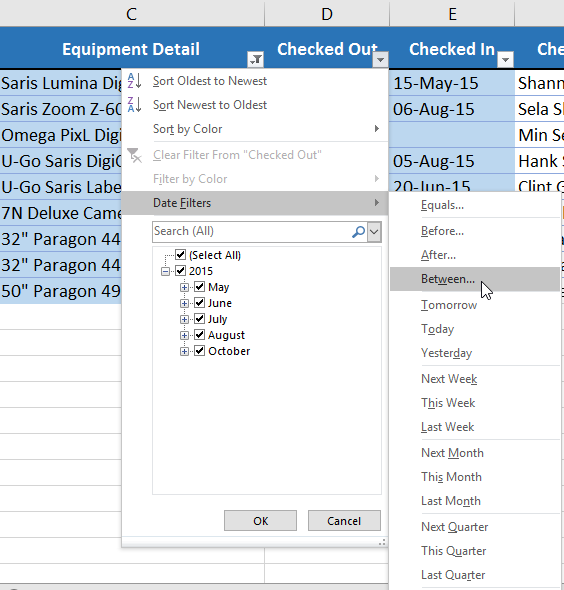 C D E
Equipment Detail Checked Out Checked In Che
Saris Lumina Dig 15-May-15 Shann
Saris Zoom Z-60 06-Aug-15 Sela S
Omega PixL Digi Min Se
U-Go Saris DigiC 05-Aug-15 Hank S
U-Go Saris Labe 20-Jun-15 Clint G
7N Deluxe Came
32" Paragon 44
32" Paragon 44
50" Paragon 49
Sort Oldest to Newest
Sort Newest to Oldest
Sort by Color
Clear Filter From "Checked Out"
Filter by Color
Date Filters
Search (All)
(Select All)
2015
May
June
July
August
October
OK Cancel
Equals...
Before...
After...
Between...
Tomorrow
Today
Yesterday
Next Week
This Week
Last Week
Next Month
This Month
Last Month
Next Quarter
This Quarter
Last Quarter